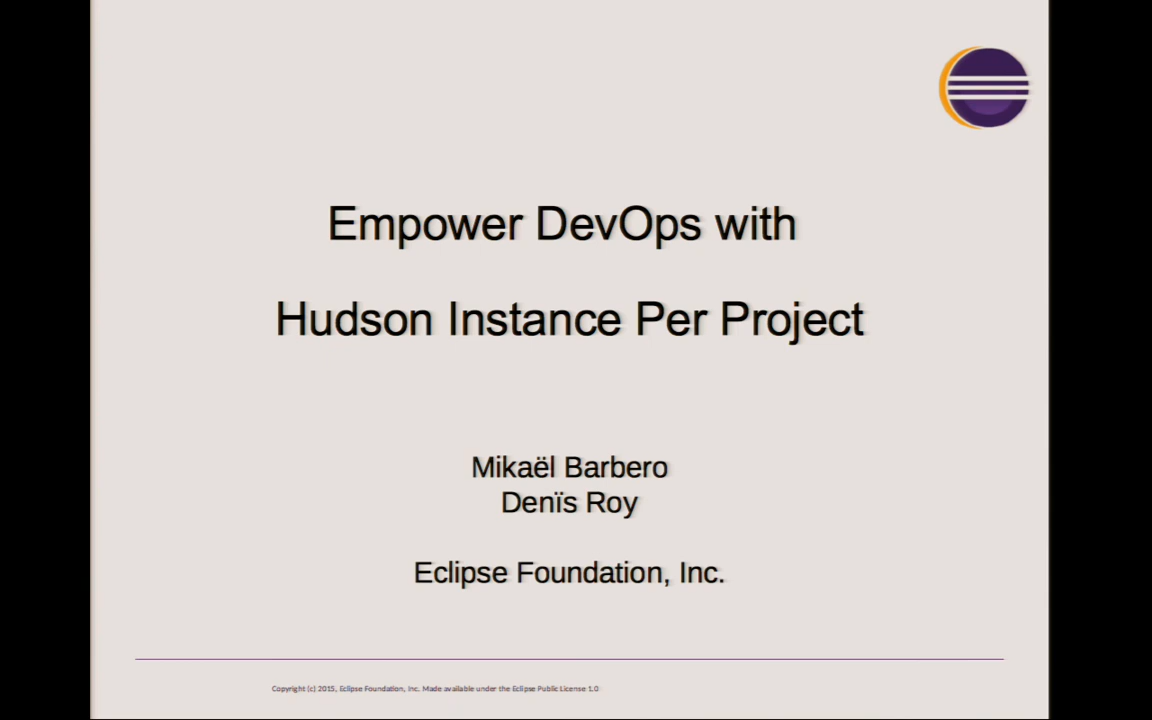 Empower DevOps with
Hudson Instance Per Project
Mikaël Barbero
Denïs Roy
Eclipse Foundation, Inc.
Copyright (c) 2015, Eclipse Foundation, Inc. Made available under the Eclipse Public License 1.0